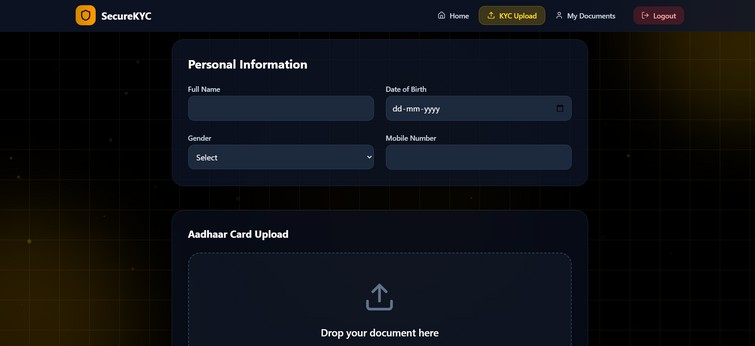 SecureKYC
Home
KYC Upload
My Documents
Logout
Personal Information
Full Name
Date of Birth
dd-mm-yyyy
Gender
Mobile Number
Select
Aadhaar Card Upload
Drop your document here